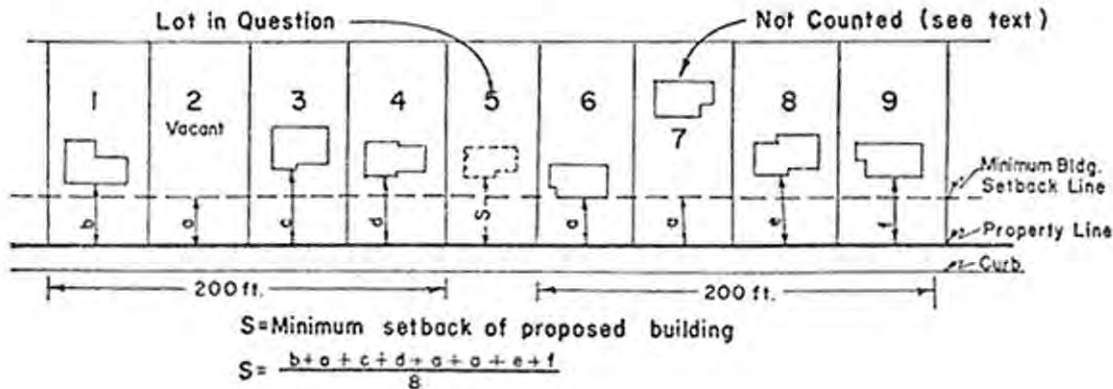 Lot in Question
Not Counted (see text)
1
2
Vacant
3
4
5
6
7
8
9
Minimum Bldg.
Setback Line
b
a
c
d
S
a
a
e
f
Property Line
Curb
200 ft.
200 ft.
S=Minimum setback of proposed building
S= b+a+c+d+a+a+e+f
8